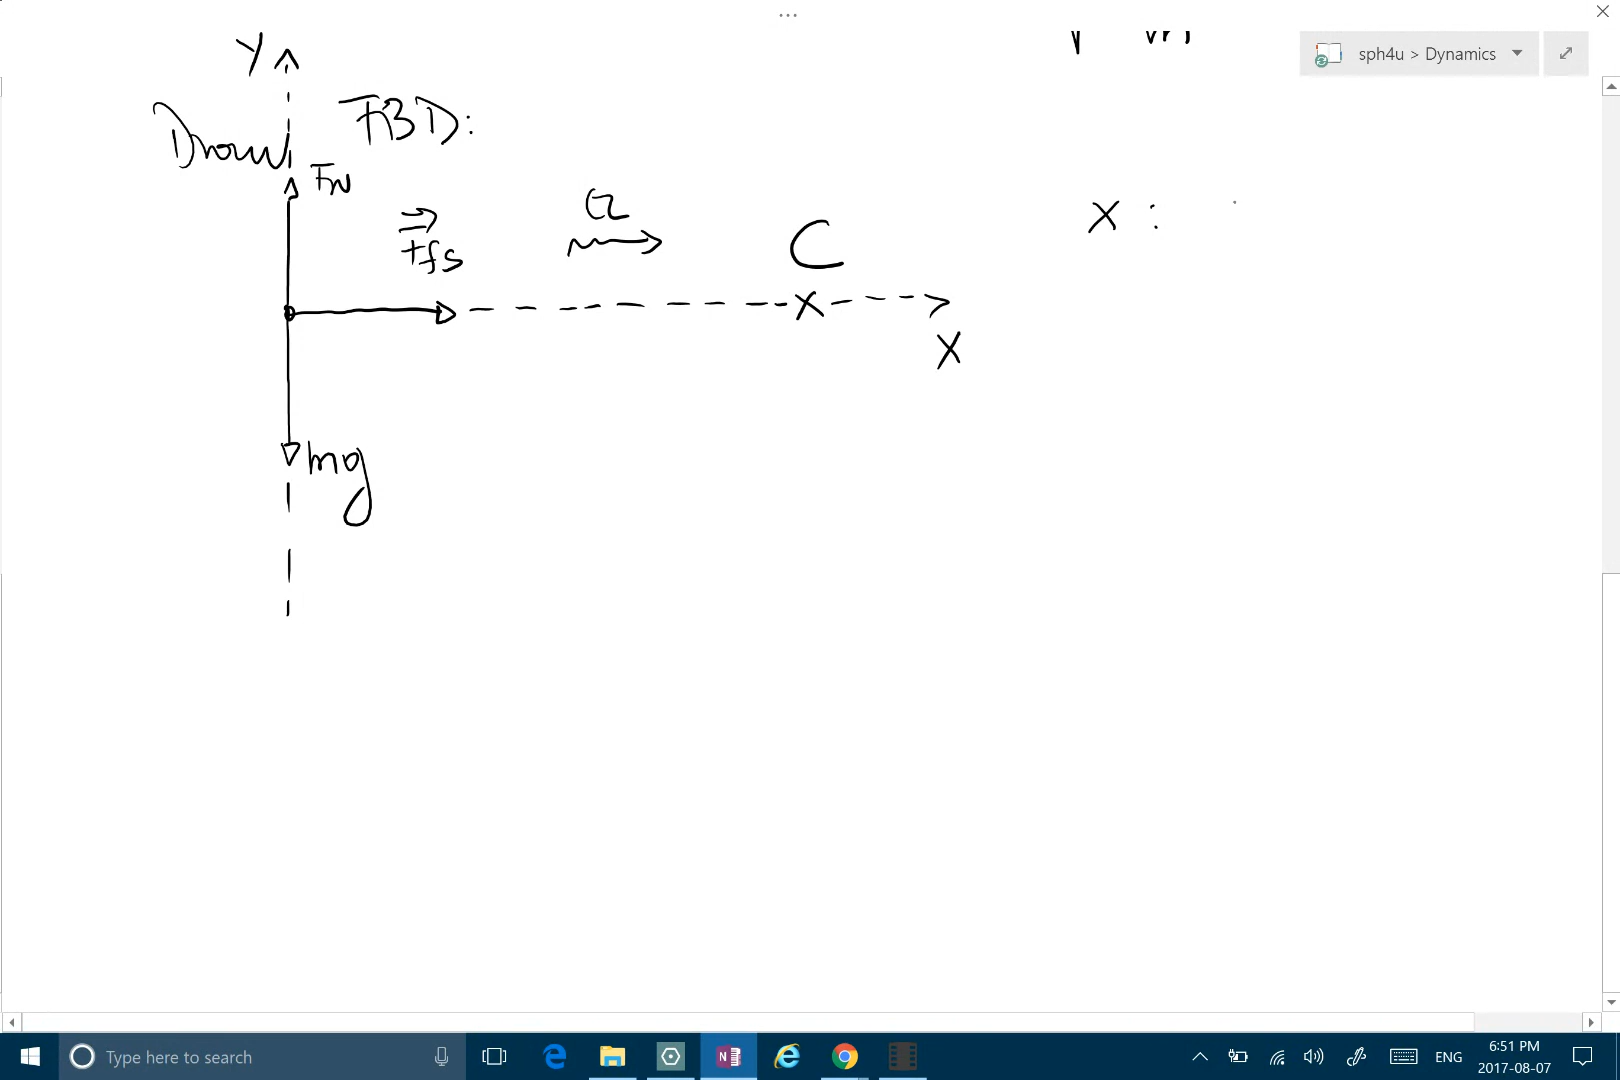 Y
sph4u > Dynamics
Draw FBD:
FN
Ffs
a
C
X :
X
mg
Type here to search
ENG
6:51 PM
2017-08-07